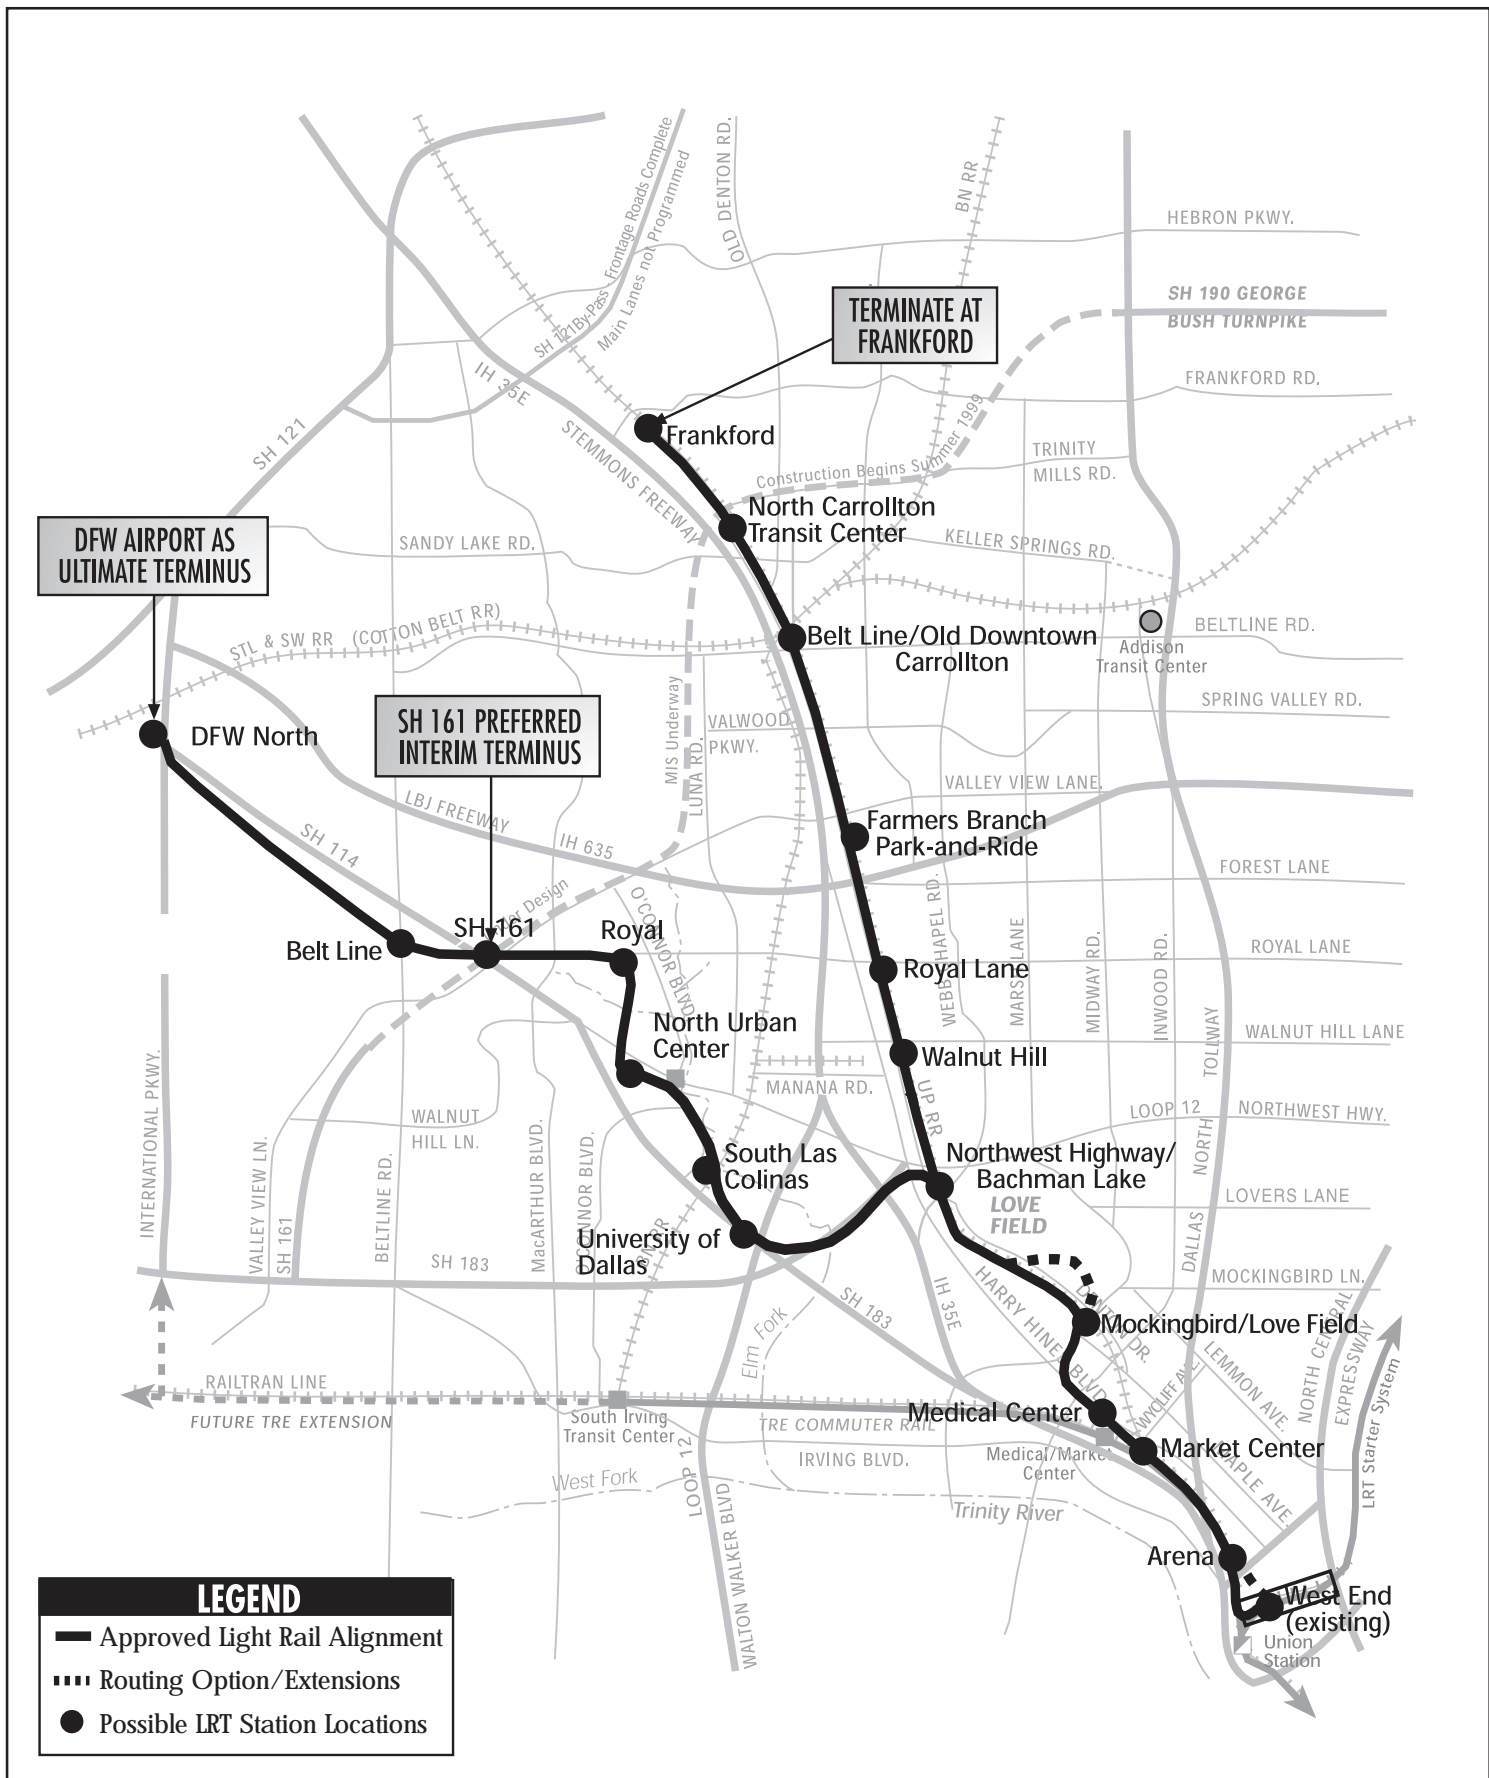 HEBRON PKWY.
OLD DENTON RD.
BN RR
SH 121By-Pass - Frontage Roads Complete
Main Lanes not Programmed
SH 190 GEORGE
BUSH TURNPIKE
TERMINATE AT
FRANKFORD
IH 35E
FRANKFORD RD.
SH 121
STEMMONS FREEWAY
Frankford
Construction Begins Summer 1999
TRINITY
MILLS RD.
North Carrollton
Transit Center
DFW AIRPORT AS
ULTIMATE TERMINUS
SANDY LAKE RD.
KELLER SPRINGS RD.
STL & SW RR (COTTON BELT RR)
Belt Line/Old Downtown
Carrollton
BELTLINE RD.
Addison
Transit Center
SPRING VALLEY RD.
DFW North
SH 161 PREFERRED
INTERIM TERMINUS
MIS Underway
LUNA RD.
VALWOOD
PKWY.
VALLEY VIEW LANE.
LBJ FREEWAY
IH 635
SH 114
Farmers Branch
Park-and-Ride
FOREST LANE
Design
O'CONNOR BLVD.
WEBB CHAPEL RD.
MARSH LANE
MIDWAY RD.
INWOOD RD.
SH 161
Royal
Belt Line
Royal Lane
ROYAL LANE
North Urban
Center
Walnut Hill
WALNUT HILL LANE
DALLAS NORTH TOLLWAY
MANANA RD.
UP RR
LOOP 12
NORTHWEST HWY.
INTERNATIONAL PKWY.
WALNUT
HILL LN.
VALLEY VIEW LN.
SH 161
BELTLINE RD.
MacARTHUR BLVD.
O'CONNOR BLVD.
South Las
Colinas
Northwest Highway/
Bachman Lake
LOVE
FIELD
LOVERS LANE
University of
Dallas
BN RR
SH 183
MOCKINGBIRD LN.
SH 183
IH 35E
HARRY HINES BLVD.
DENTON DR.
Mockingbird/Love Field
Elm Fork
WYCLIFF AVE.
LEMMON AVE.
NORTH CENTRAL
EXPRESSWAY
LRT Starter System
RAILTRAN LINE
FUTURE TRE EXTENSION
South Irving
Transit Center
TRE COMMUTER RAIL
Medical Center
Market Center
MAPLE AVE.
IRVING BLVD.
Medical/Market
Center
West Fork
LOOP 12
WALTON WALKER BLVD
Trinity River
Arena
West End
(existing)
Union
Station
LEGEND
Approved Light Rail Alignment
Routing Option/Extensions
Possible LRT Station Locations